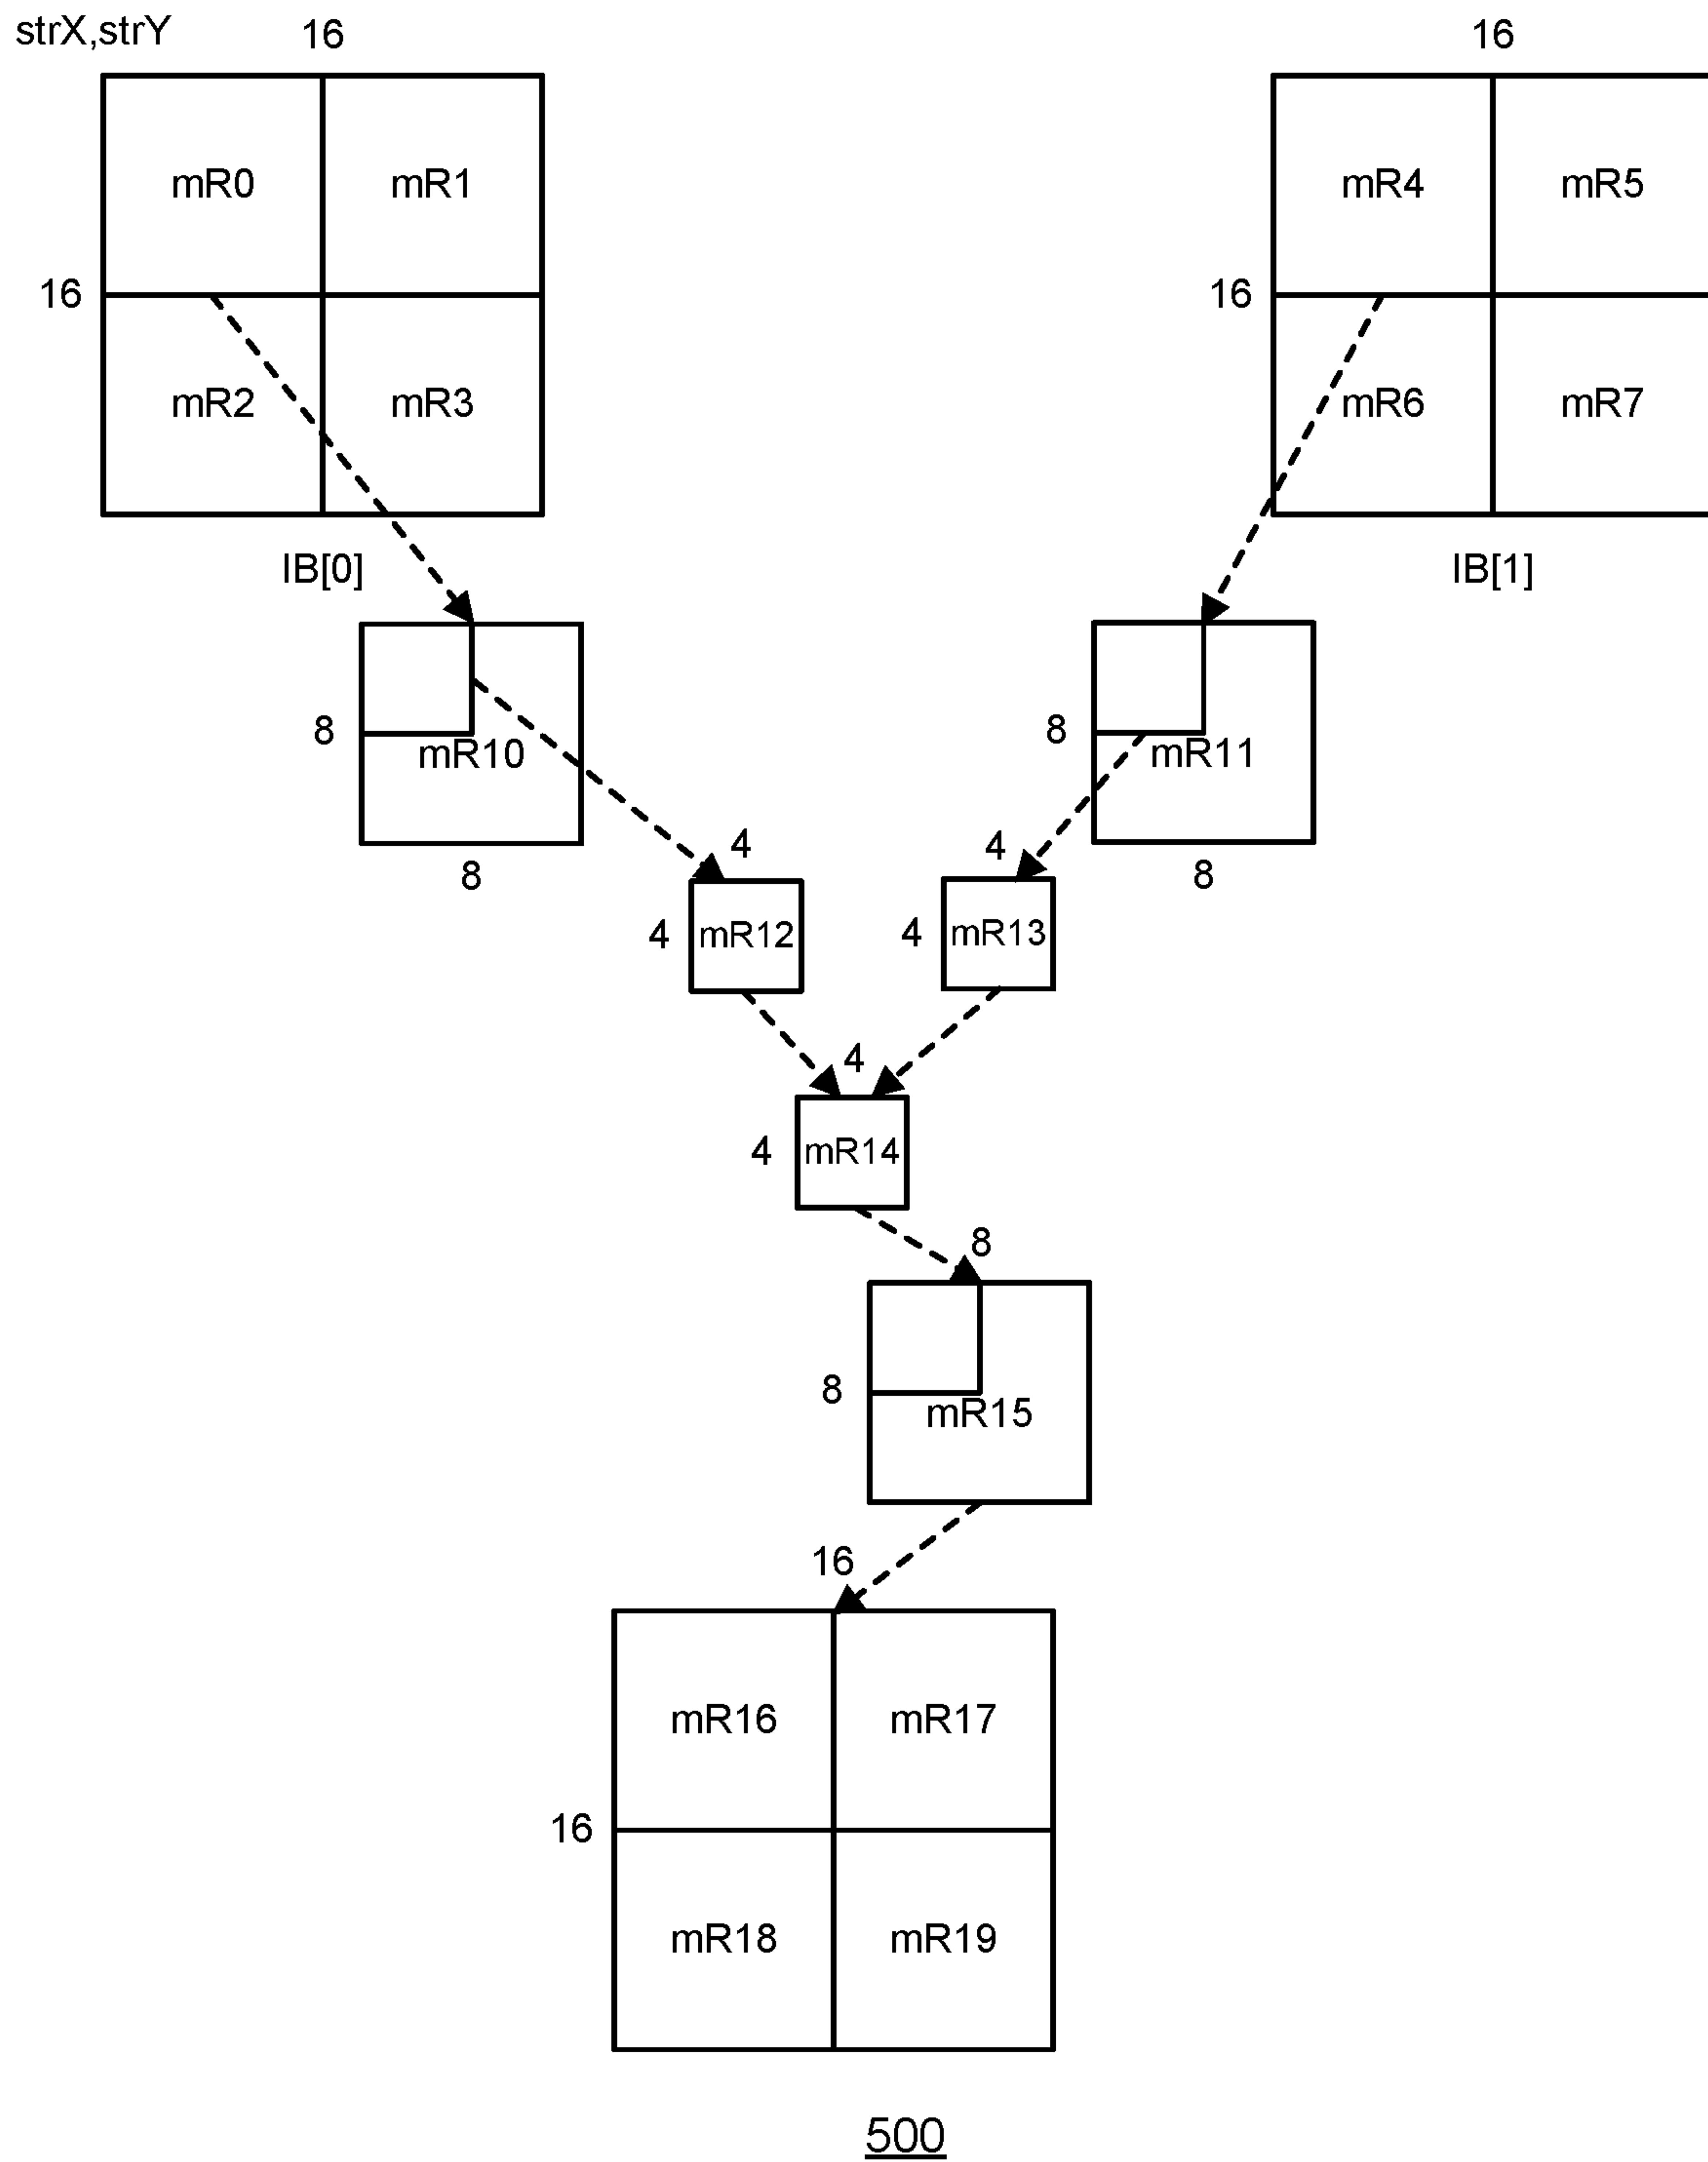 strX,strY 16 16
mR0 mR1 mR4 mR5
16 16
mR2 mR3 mR6 mR7
IB[0] IB[1]
8 mR10 8 mR11
8 4 4 8
4 mR12 4 mR13
4
4 mR14
8
8 mR15
16
mR16 mR17
16
mR18 mR19
500